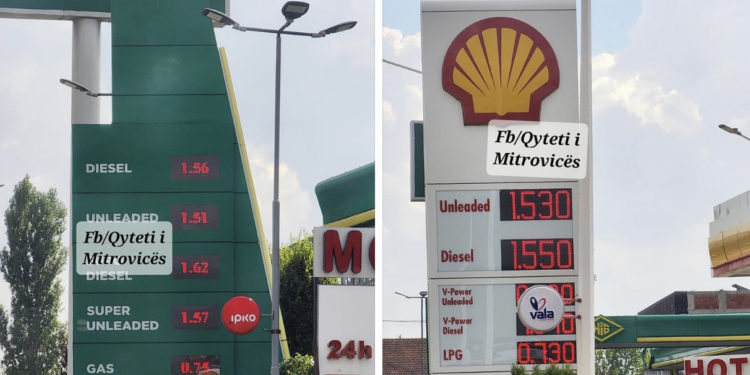 DIESEL 1.56
UNLEADED 1.51
Fb/Qyteti i
Mitrovicës
DIESEL 1.62
SUPER
UNLEADED 1.57
ipko
GAS
24h
Fb/Qyteti i
Mitrovicës
Unleaded 1.530
Diesel 1.550
V-Power
Unleaded
V-Power
Diesel
vala
LPG 0.730
HOT